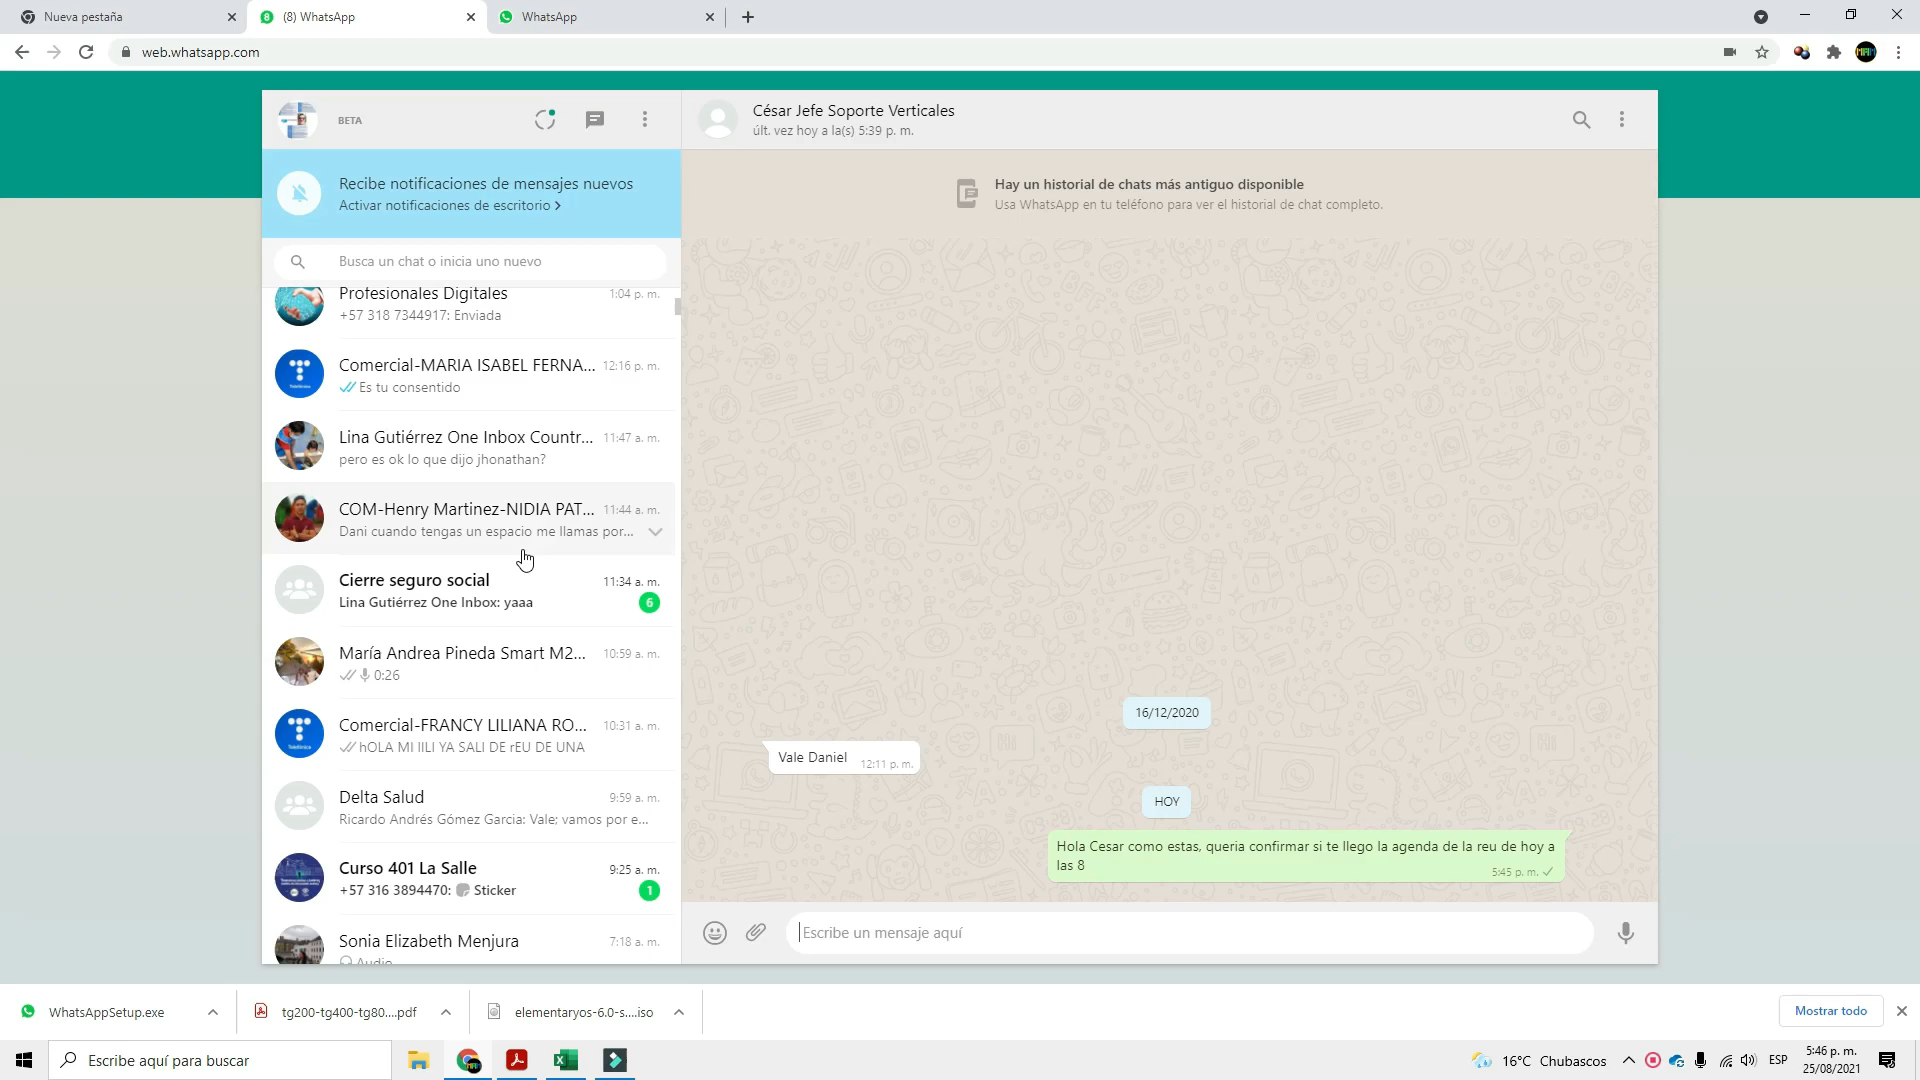 Nueva pestaña
(8) WhatsApp
WhatsApp
web.whatsapp.com
BETA
Recibe notificaciones de mensajes nuevos
Activar notificaciones de escritorio >
Busca un chat o inicia uno nuevo
Profesionales Digitales 1:04 p. m.
+57 318 7344917: Enviada
Comercial-MARIA ISABEL FERNA... 12:16 p. m.
Es tu consentido
Lina Gutiérrez One Inbox Countr... 11:47 a. m.
pero es ok lo que dijo jhonathan?
COM-Henry Martinez-NIDIA PAT... 11:44 a. m.
Dani cuando tengas un espacio me llamas por...
Cierre seguro social 11:34 a. m.
Lina Gutiérrez One Inbox: yaaa 6
María Andrea Pineda Smart M2... 10:59 a. m.
0:26
Comercial-FRANCY LILIANA RO... 10:31 a. m.
hOLA MI lILI YA SALI DE rEU DE UNA
Delta Salud 9:59 a. m.
Ricardo Andrés Gómez Garcia: Vale; vamos por e...
Curso 401 La Salle 9:25 a. m.
+57 316 3894470: Sticker 1
Sonia Elizabeth Menjura 7:18 a. m.
Audio
César Jefe Soporte Verticales
últ. vez hoy a la(s) 5:39 p. m.
Hay un historial de chats más antiguo disponible
Usa WhatsApp en tu teléfono para ver el historial de chat completo.
16/12/2020
Vale Daniel 12:11 p. m.
HOY
Hola Cesar como estas, queria confirmar si te llego la agenda de la reu de hoy a
las 8
5:45 p. m.
Escribe un mensaje aquí
WhatsAppSetup.exe
tg200-tg400-tg80....pdf
elementaryos-6.0-s....iso
Mostrar todo
Escribe aquí para buscar
16°C Chubascos
ESP
5:46 p. m.
25/08/2021